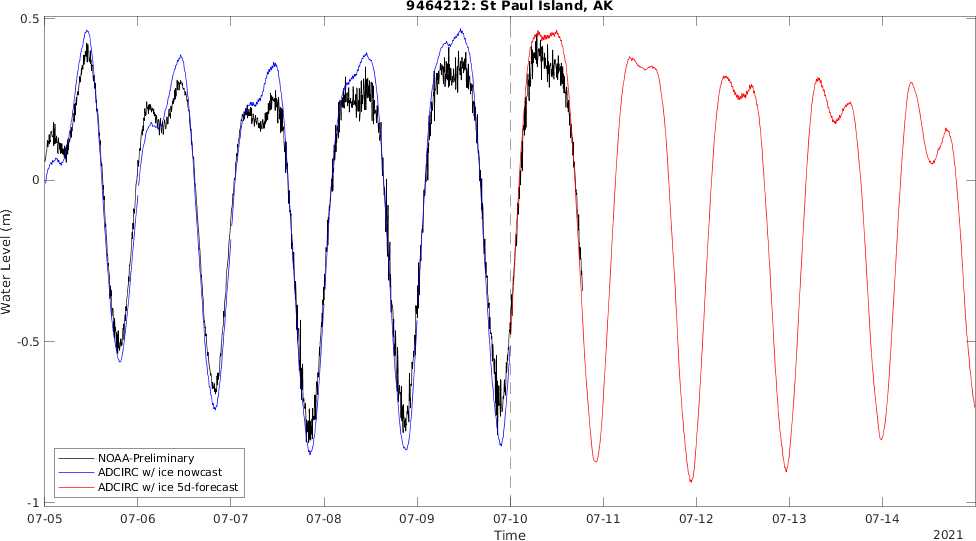 9464212: St Paul Island, AK
0.5
0
-0.5
-1
Water Level (m)
NOAA-Preliminary
ADCIRC w/ ice nowcast
ADCIRC w/ ice 5d-forecast
07-05 07-06 07-07 07-08 07-09 07-10 07-11 07-12 07-13 07-14
Time
2021